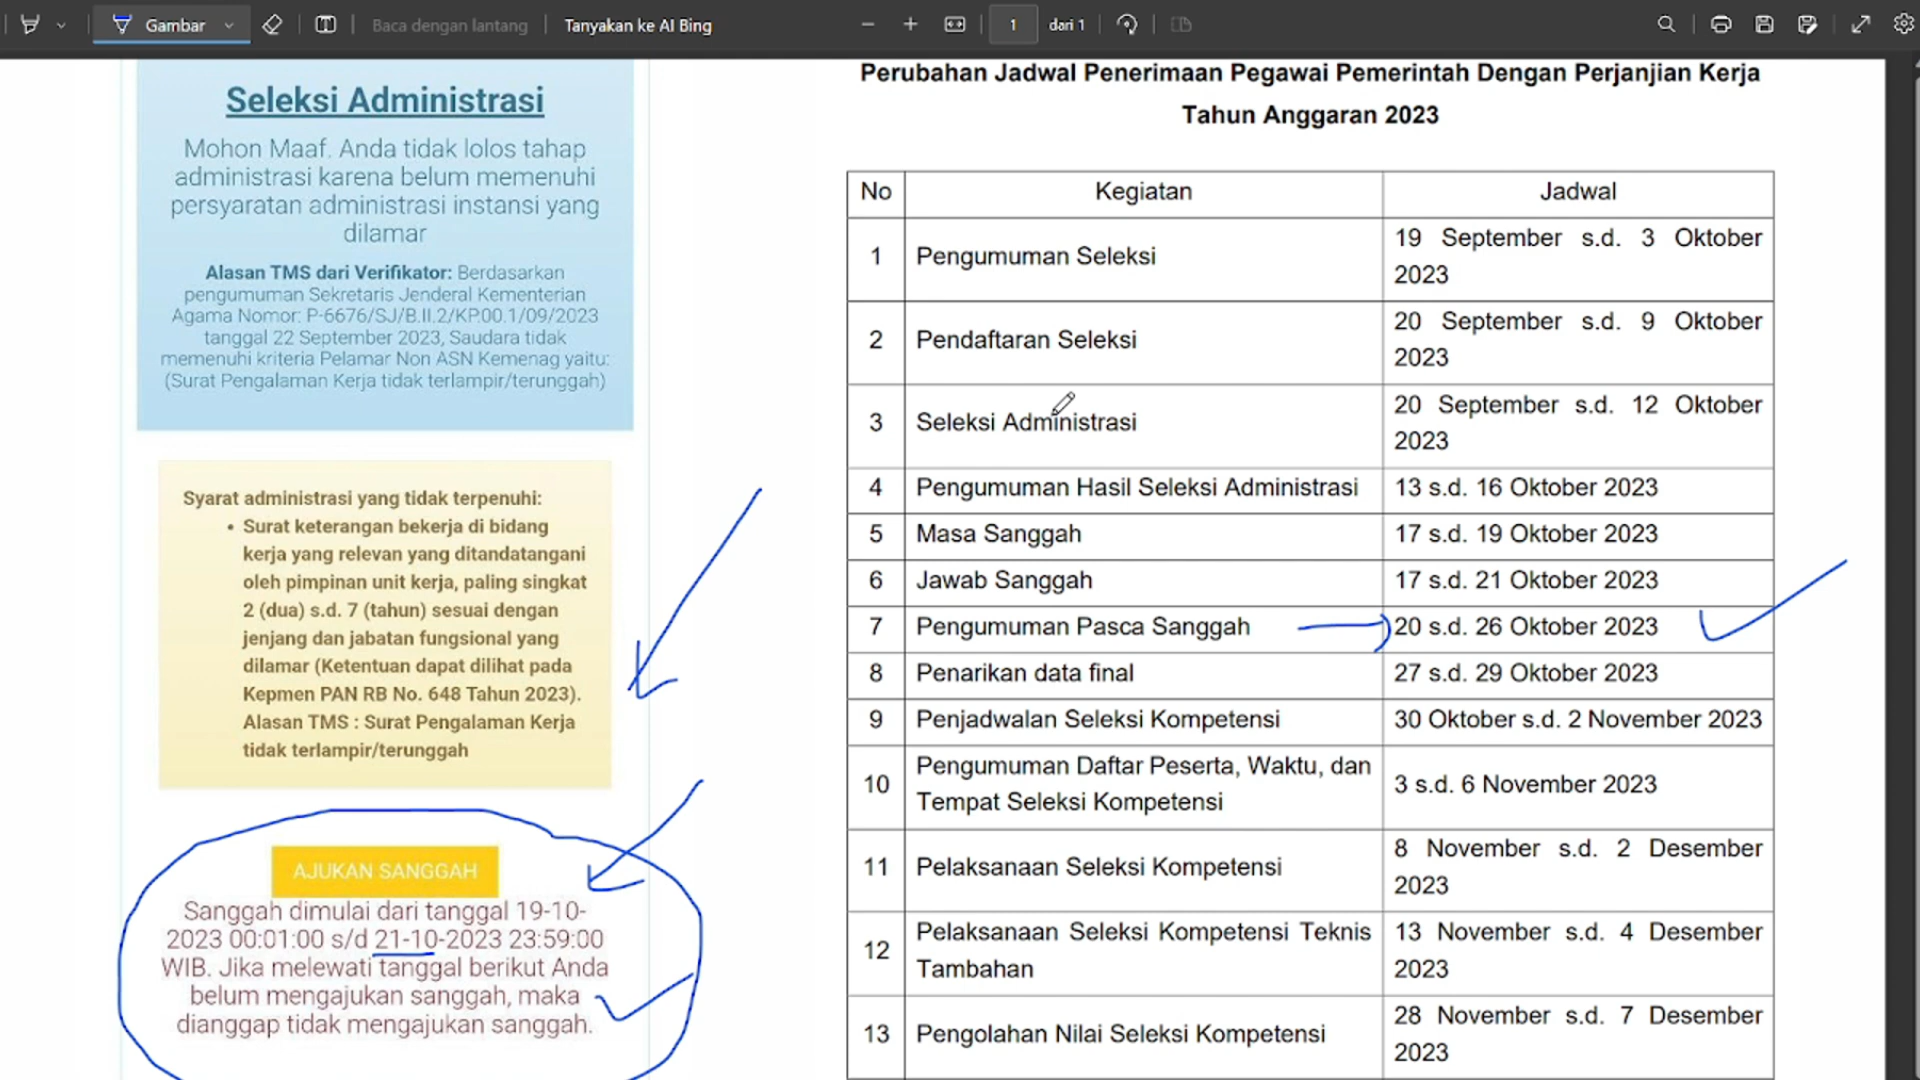 Gambar
Baca dengan lantang
Tanyakan ke AI Bing
1
dari 1
Seleksi Administrasi
Mohon Maaf. Anda tidak lolos tahap
administrasi karena belum memenuhi
persyaratan administrasi instansi yang
dilamar
Alasan TMS dari Verifikator: Berdasarkan
pengumuman Sekretaris Jenderal Kementerian
Agama Nomor: P-6676/SJ/B.II.2/KP.00.1/09/2023
tanggal 22 September 2023, Saudara tidak
memenuhi kriteria Pelamar Non ASN Kemenag yaitu:
(Surat Pengalaman Kerja tidak terlampir/terunggah)
Syarat administrasi yang tidak terpenuhi:
• Surat keterangan bekerja di bidang
kerja yang relevan yang ditandatangani
oleh pimpinan unit kerja, paling singkat
2 (dua) s.d. 7 (tahun) sesuai dengan
jenjang dan jabatan fungsional yang
dilamar (Ketentuan dapat dilihat pada
Kepmen PAN RB No. 648 Tahun 2023).
Alasan TMS : Surat Pengalaman Kerja
tidak terlampir/terunggah
AJUKAN SANGGAH
Sanggah dimulai dari tanggal 19-10-
2023 00:01:00 s/d 21-10-2023 23:59:00
WIB. Jika melewati tanggal berikut Anda
belum mengajukan sanggah, maka
dianggap tidak mengajukan sanggah.
Perubahan Jadwal Penerimaan Pegawai Pemerintah Dengan Perjanjian Kerja
Tahun Anggaran 2023
No Kegiatan Jadwal
1 Pengumuman Seleksi 19 September s.d. 3 Oktober
2023
2 Pendaftaran Seleksi 20 September s.d. 9 Oktober
2023
3 Seleksi Administrasi 20 September s.d. 12 Oktober
2023
4 Pengumuman Hasil Seleksi Administrasi 13 s.d. 16 Oktober 2023
5 Masa Sanggah 17 s.d. 19 Oktober 2023
6 Jawab Sanggah 17 s.d. 21 Oktober 2023
7 Pengumuman Pasca Sanggah 20 s.d. 26 Oktober 2023
8 Penarikan data final 27 s.d. 29 Oktober 2023
9 Penjadwalan Seleksi Kompetensi 30 Oktober s.d. 2 November 2023
10 Pengumuman Daftar Peserta, Waktu, dan
Tempat Seleksi Kompetensi 3 s.d. 6 November 2023
11 Pelaksanaan Seleksi Kompetensi 8 November s.d. 2 Desember
2023
12 Pelaksanaan Seleksi Kompetensi Teknis
Tambahan 13 November s.d. 4 Desember
2023
13 Pengolahan Nilai Seleksi Kompetensi 28 November s.d. 7 Desember
2023